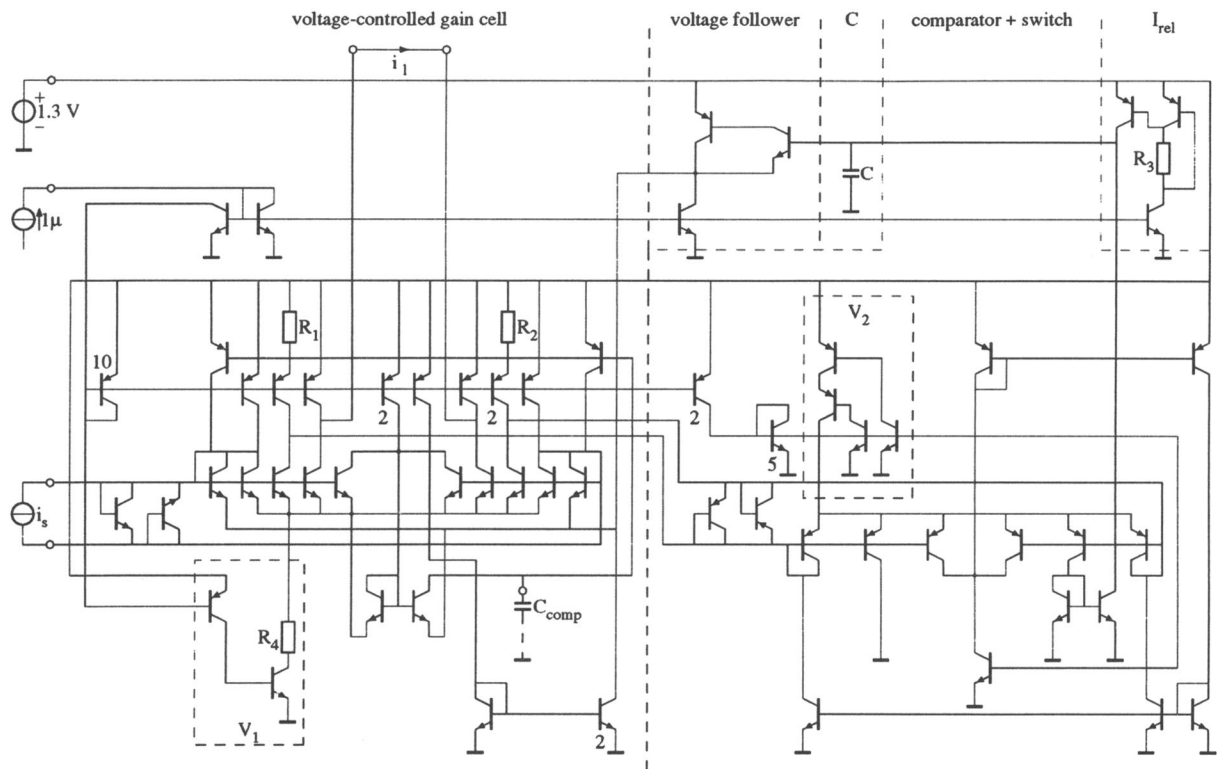 voltage-controlled gain cell
voltage follower
C
comparator + switch
I_rel
i_1
+
1.3 V
−
1μ
C
R_3
R_1
R_2
V_2
10
2
2
2
5
i_s
C_comp
R_4
V_1
2